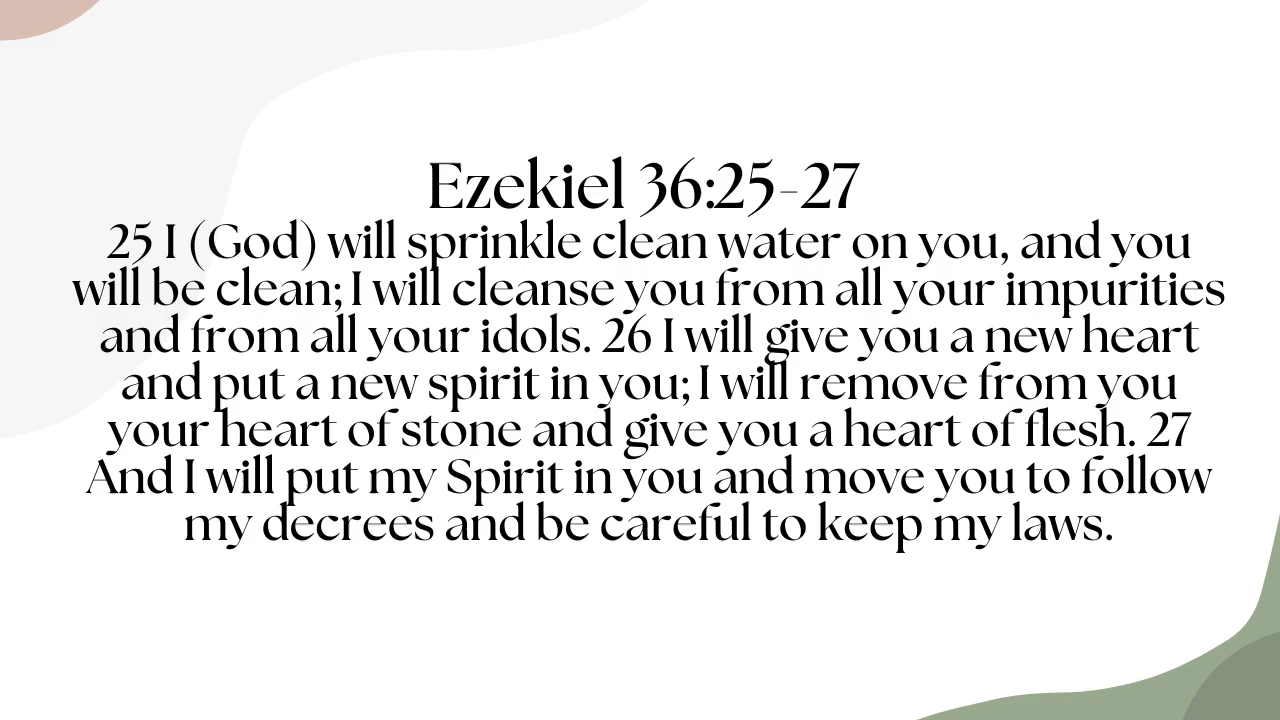 Ezekiel 36:25-27
25 I (God) will sprinkle clean water on you, and you
will be clean; I will cleanse you from all your impurities
and from all your idols. 26 I will give you a new heart
and put a new spirit in you; I will remove from you
your heart of stone and give you a heart of flesh. 27
And I will put my Spirit in you and move you to follow
my decrees and be careful to keep my laws.